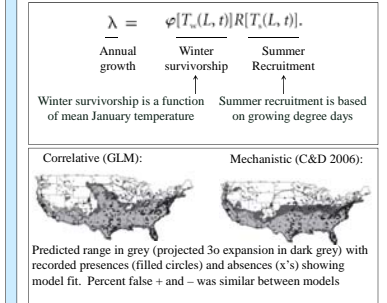 λ = φ[T_w(L, t)]R[T_s(L, t)].
Annual Winter Summer
growth survivorship Recruitment
Winter survivorship is a function Summer recruitment is based
of mean January temperature on growing degree days
Correlative (GLM): Mechanistic (C&D 2006):
Predicted range in grey (projected 3o expansion in dark grey) with
recorded presences (filled circles) and absences (x's) showing
model fit. Percent false + and – was similar between models